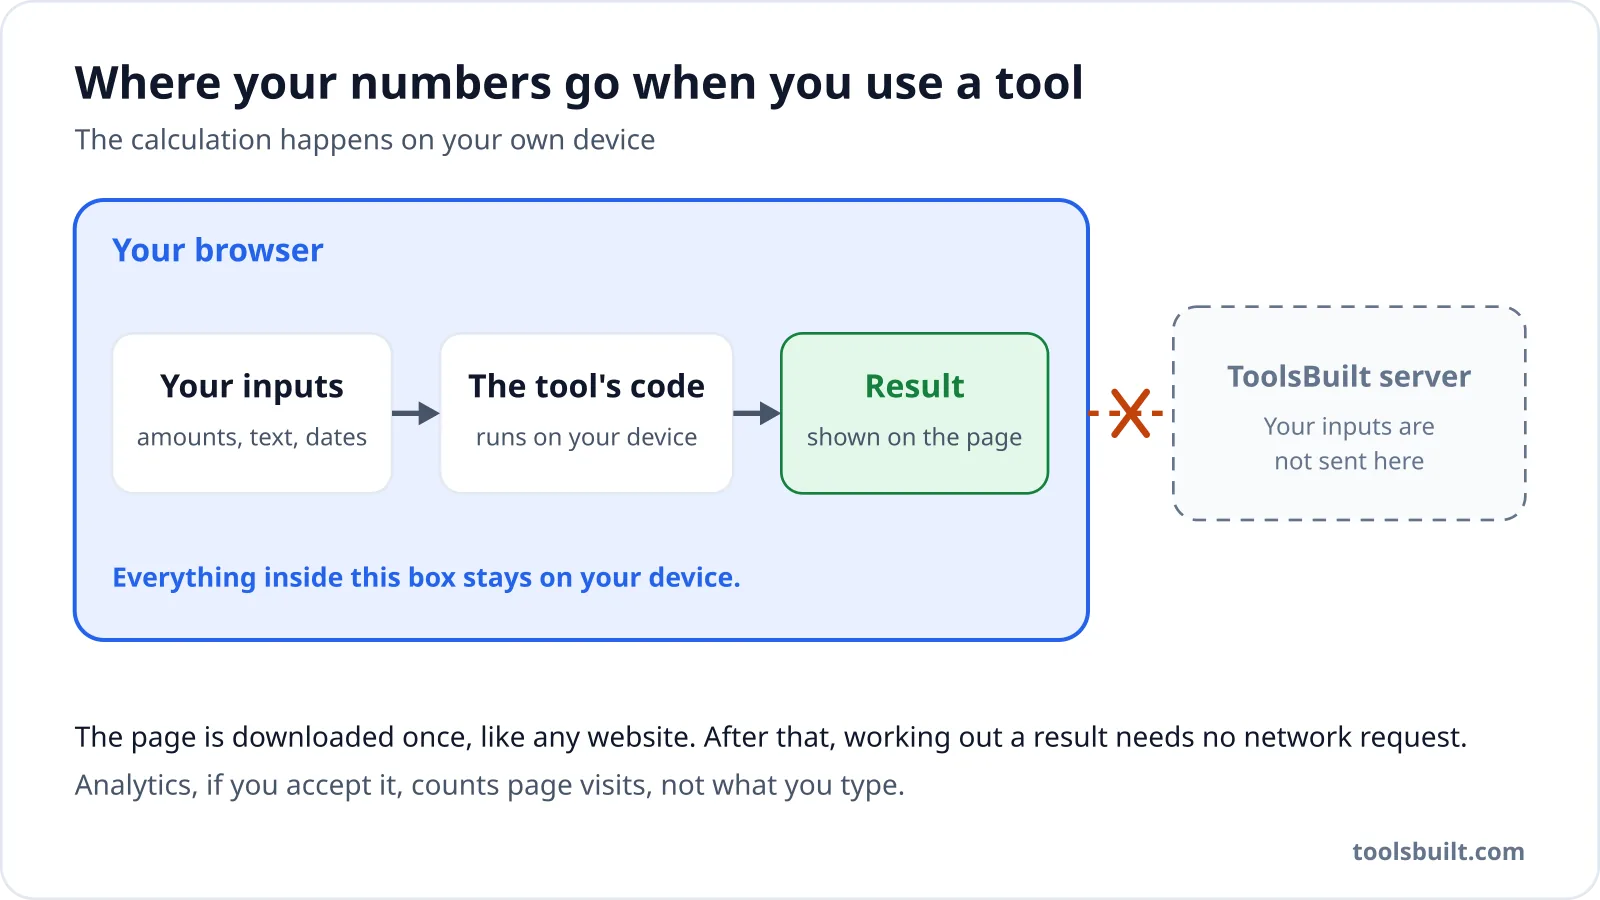 Where your numbers go when you use a tool
The calculation happens on your own device
Your browser
Your inputs
amounts, text, dates
The tool's code
runs on your device
Result
shown on the page
ToolsBuilt server
Your inputs are
not sent here
Everything inside this box stays on your device.
The page is downloaded once, like any website. After that, working out a result needs no network request.
Analytics, if you accept it, counts page visits, not what you type.
toolsbuilt.com